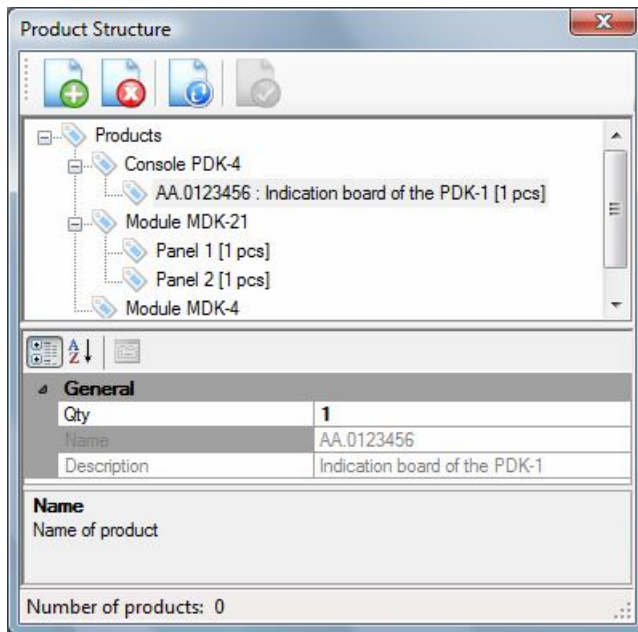 Product Structure
Products
Console PDK-4
AA.0123456 : Indication board of the PDK-1 [1 pcs]
Module MDK-21
Panel 1 [1 pcs]
Panel 2 [1 pcs]
Module MDK-4
General
Qty 1
Name AA.0123456
Description Indication board of the PDK-1
Name
Name of product
Number of products: 0